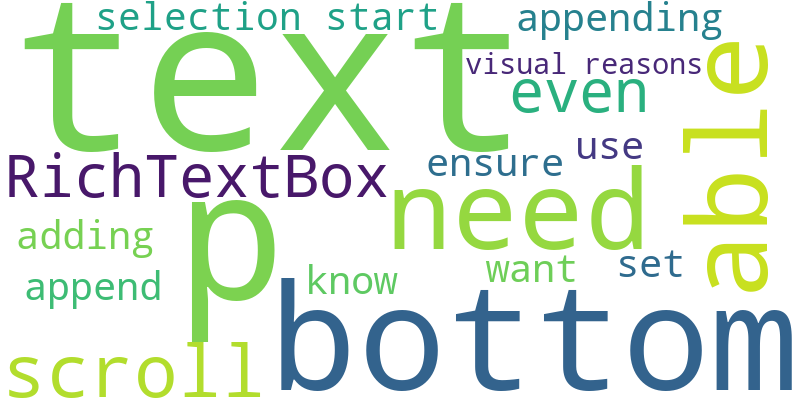 selection start
appending
text
visual reasons
even
able
use
RichTextBox
ensure
need
p
adding
want
set
know
append
bottom
scroll